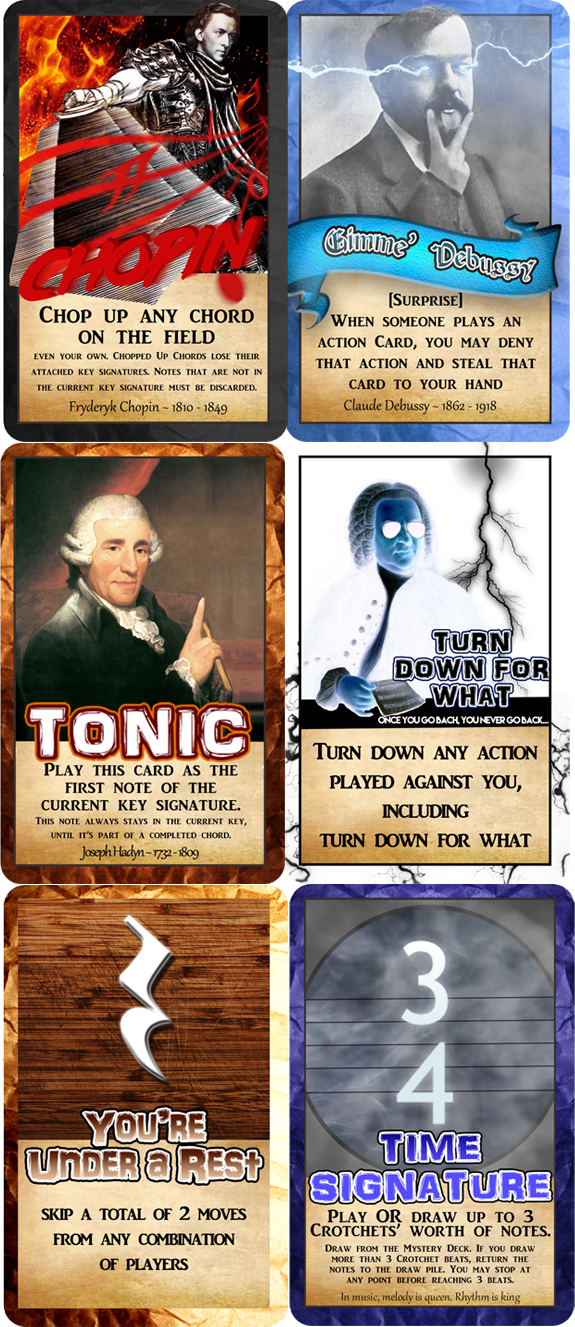 CHOPIN
CHOP UP ANY CHORD
ON THE FIELD
EVEN YOUR OWN. CHOPPED UP CHORDS LOSE THEIR
ATTACHED KEY SIGNATURES. NOTES THAT ARE NOT IN
THE CURRENT KEY SIGNATURE MUST BE DISCARDED.
Fryderyk Chopin ~ 1810 - 1849
Gimme' Debussy
[SURPRISE]
WHEN SOMEONE PLAYS AN
ACTION CARD, YOU MAY DENY
THAT ACTION AND STEAL THAT
CARD TO YOUR HAND
Claude Debussy ~ 1862 - 1918
TONIC
PLAY THIS CARD AS THE
FIRST NOTE OF THE
CURRENT KEY SIGNATURE.
THIS NOTE ALWAYS STAYS IN THE CURRENT KEY,
UNTIL IT'S PART OF A COMPLETED CHORD.
Joseph Hadyn ~ 1732 - 1809
TURN
DOWN FOR
WHAT
ONCE YOU GO BACH, YOU NEVER GO BACK...
TURN DOWN ANY ACTION
PLAYED AGAINST YOU,
INCLUDING
TURN DOWN FOR WHAT
YOU'RE
UNDER A REST
SKIP A TOTAL OF 2 MOVES
FROM ANY COMBINATION
OF PLAYERS
3
4
TIME
SIGNATURE
PLAY OR DRAW UP TO 3
CROTCHETS' WORTH OF NOTES.
DRAW FROM THE MYSTERY DECK. IF YOU DRAW
MORE THAN 3 CROTCHET BEATS, RETURN THE
NOTES TO THE DRAW PILE. YOU MAY STOP AT
ANY POINT BEFORE REACHING 3 BEATS.
In music, melody is queen. Rhythm is king